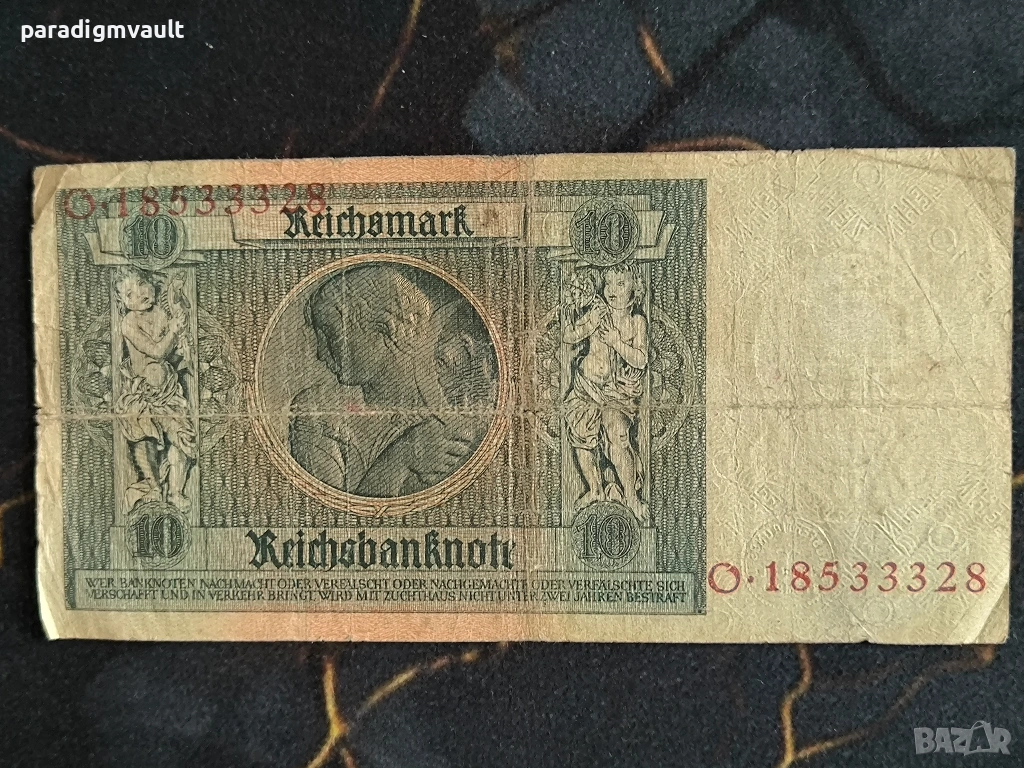 paradigmvault
O·18533328
Reichsmark
10
10
10
10
Reichsbanknote
WER BANKNOTEN NACHMACHT ODER VERFÄLSCHT ODER NACHGEMACHTE ODER VERFÄLSCHTE SICH
VERSCHAFFT UND IN VERKEHR BRINGT, WIRD MIT ZUCHTHAUS NICHT UNTER ZWEI JAHREN BESTRAFT
O·18533328
BAZAR